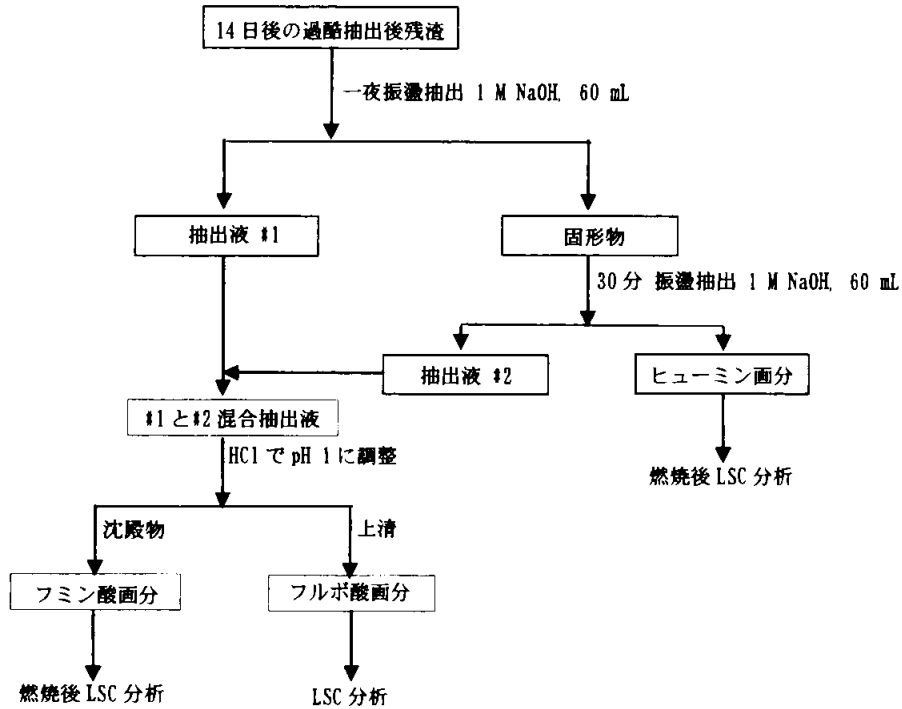 14日後の過酷抽出後残渣
一夜振盪抽出 1 M NaOH, 60 mL
抽出液 #1
固形物
30分 振盪抽出 1 M NaOH, 60 mL
抽出液 #2
ヒューミン画分
#1と#2混合抽出液
HClで pH 1に調整
燃焼後 LSC 分析
沈殿物
上清
フミン酸画分
フルボ酸画分
燃焼後 LSC 分析
LSC 分析